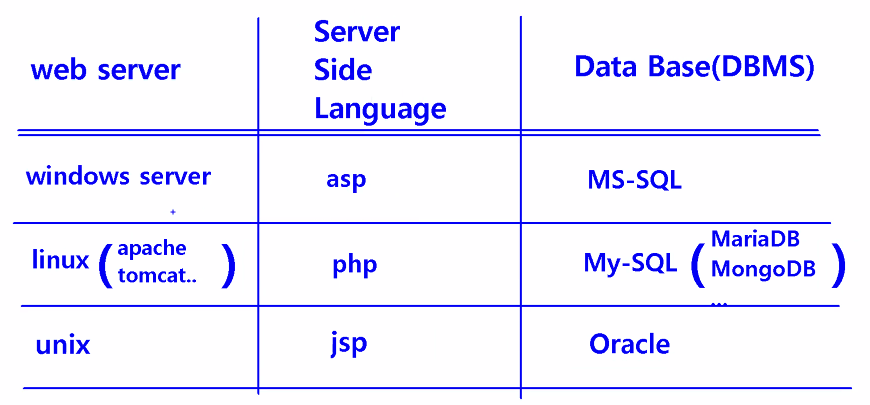 web server
Server
Side
Language
Data Base(DBMS)
windows server
asp
MS-SQL
linux ( apache
tomcat.. )
php
My-SQL ( MariaDB
MongoDB
... )
unix
jsp
Oracle